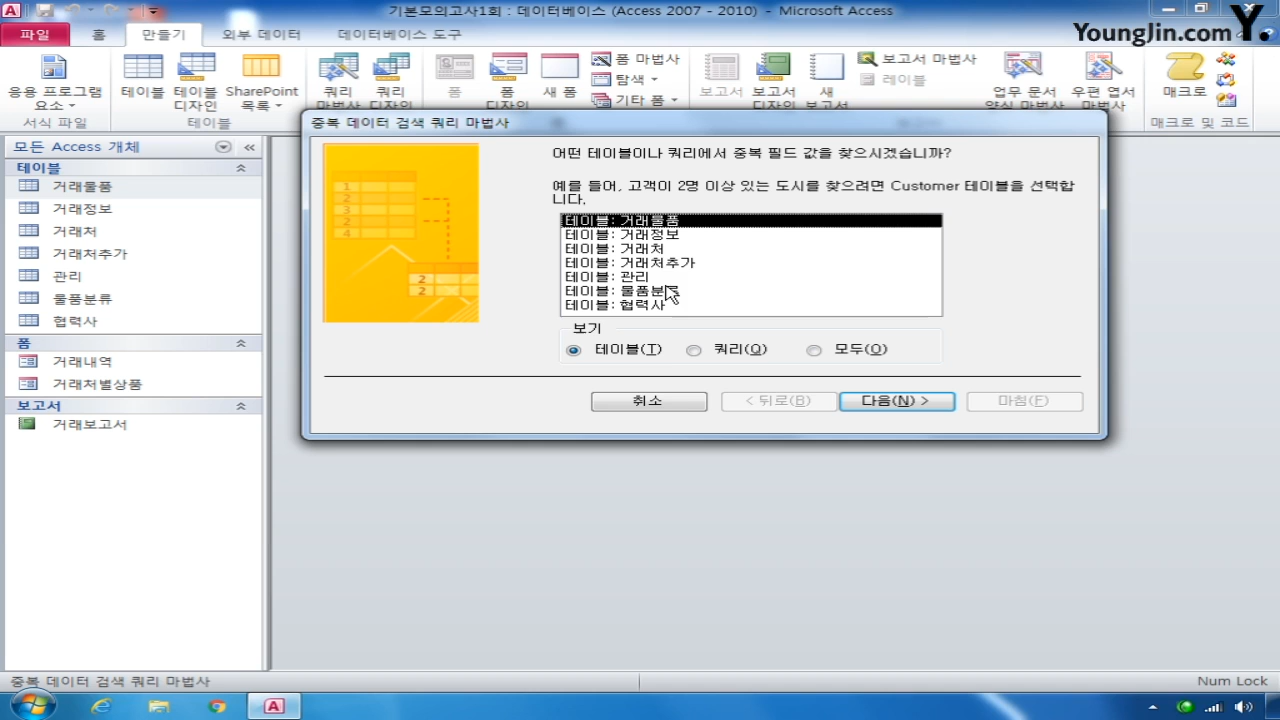 기본모의고사1회 : 데이터베이스 (Access 2007 - 2010) - Microsoft Access
YoungJin.com Y.
파일 홈 만들기 외부 데이터 데이터베이스 도구
응용 프로그램 요소
테이블
테이블 디자인
SharePoint 목록
쿼리 마법사
쿼리 디자인
폼
폼 디자인
새 폼
폼 마법사
탐색
기타 폼
보고서
보고서 디자인
새 보고서
보고서 마법사
레이블
업무 문서 양식 마법사
우편 엽서 마법사
매크로
서식 파일
테이블
매크로 및 코드
모든 Access 개체
테이블
거래물품
거래정보
거래처
거래처추가
관리
물품분류
협력사
폼
거래내역
거래처별상품
보고서
거래보고서
중복 데이터 검색 쿼리 마법사
어떤 테이블이나 쿼리에서 중복 필드 값을 찾으시겠습니까?
예를 들어, 고객이 2명 이상 있는 도시를 찾으려면 Customer 테이블을 선택합
니다.
테이블: 거래물품
테이블: 거래정보
테이블: 거래처
테이블: 거래처추가
테이블: 관리
테이블: 물품분류
테이블: 협력사
보기
테이블(T) 쿼리(Q) 모두(O)
취소 < 뒤로(B) 다음(N) > 마침(F)
중복 데이터 검색 쿼리 마법사
Num Lock